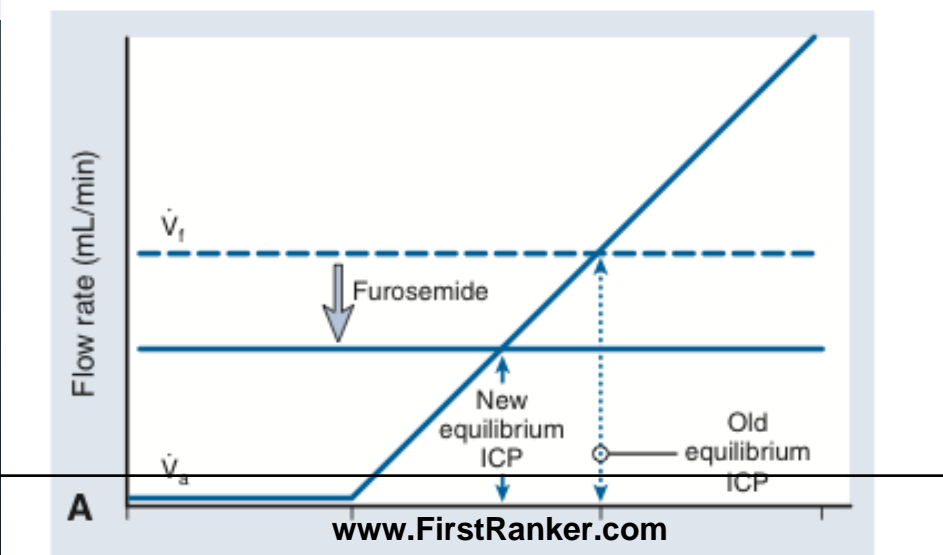 Flow rate (mL/min)
V̇f
Furosemide
New
equilibrium
ICP
Old
equilibrium
ICP
V̇a
A
www.FirstRanker.com